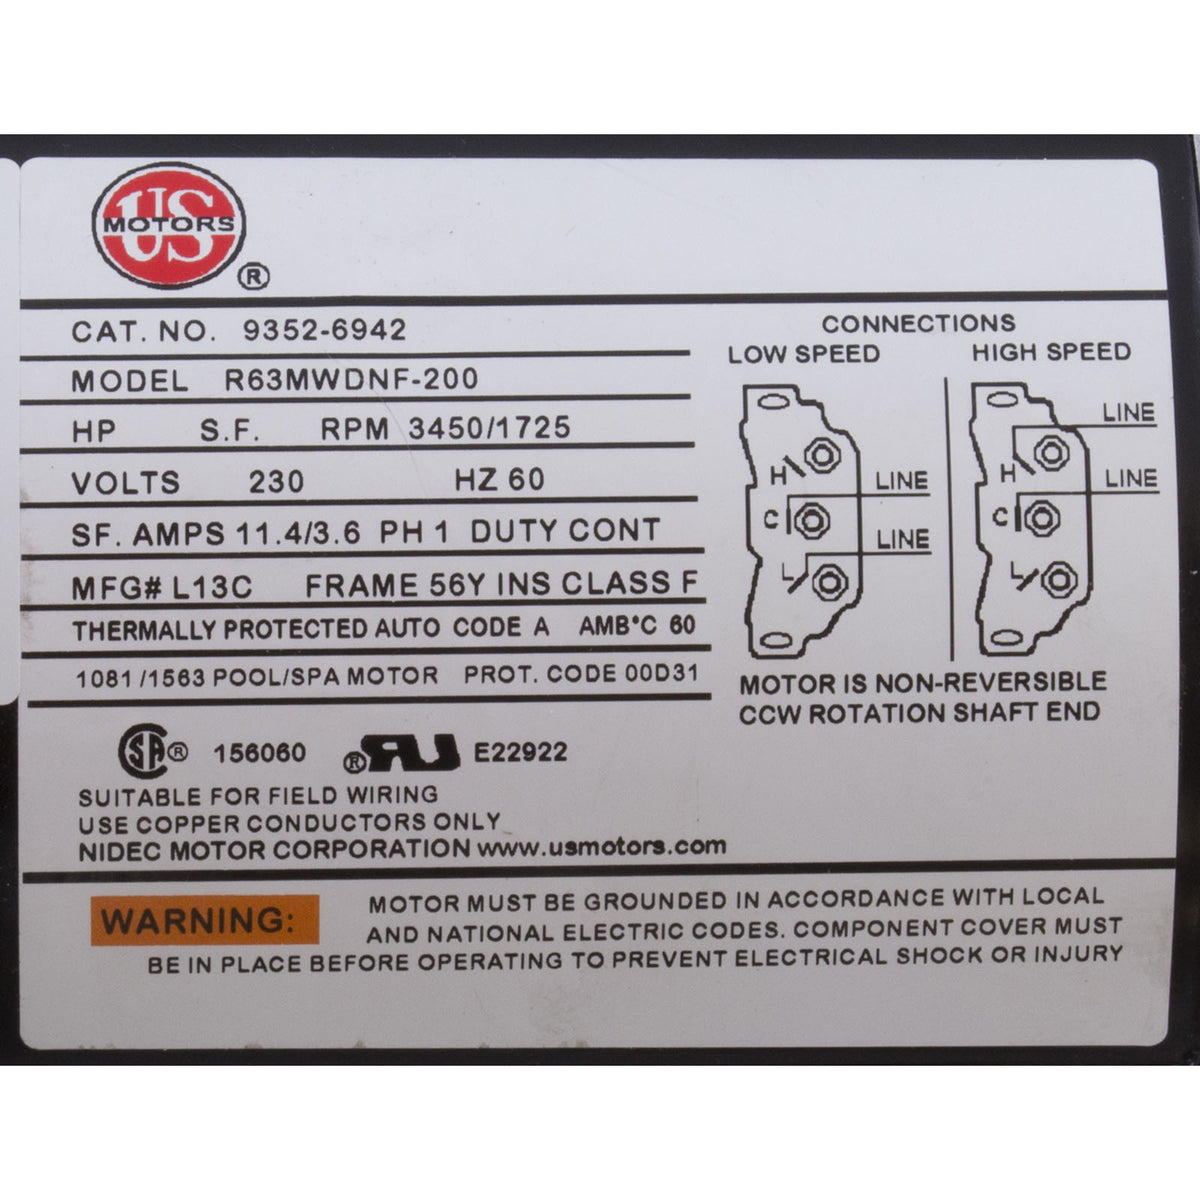 US
MOTORS
®
CAT. NO. 9352-6942
MODEL R63MWDNF-200
HP S.F. RPM 3450/1725
VOLTS 230 HZ 60
SF. AMPS 11.4/3.6 PH 1 DUTY CONT
MFG# L13C FRAME 56Y INS CLASS F
THERMALLY PROTECTED AUTO CODE A AMB°C 60
1081/1563 POOL/SPA MOTOR PROT. CODE 00D31
CONNECTIONS
LOW SPEED HIGH SPEED
H
LINE
C
LINE
L
LINE
H
LINE
C
L
MOTOR IS NON-REVERSIBLE
CCW ROTATION SHAFT END
SA ® 156060 ® RU E22922
SUITABLE FOR FIELD WIRING
USE COPPER CONDUCTORS ONLY
NIDEC MOTOR CORPORATION www.usmotors.com
WARNING:
MOTOR MUST BE GROUNDED IN ACCORDANCE WITH LOCAL
AND NATIONAL ELECTRIC CODES. COMPONENT COVER MUST
BE IN PLACE BEFORE OPERATING TO PREVENT ELECTRICAL SHOCK OR INJURY